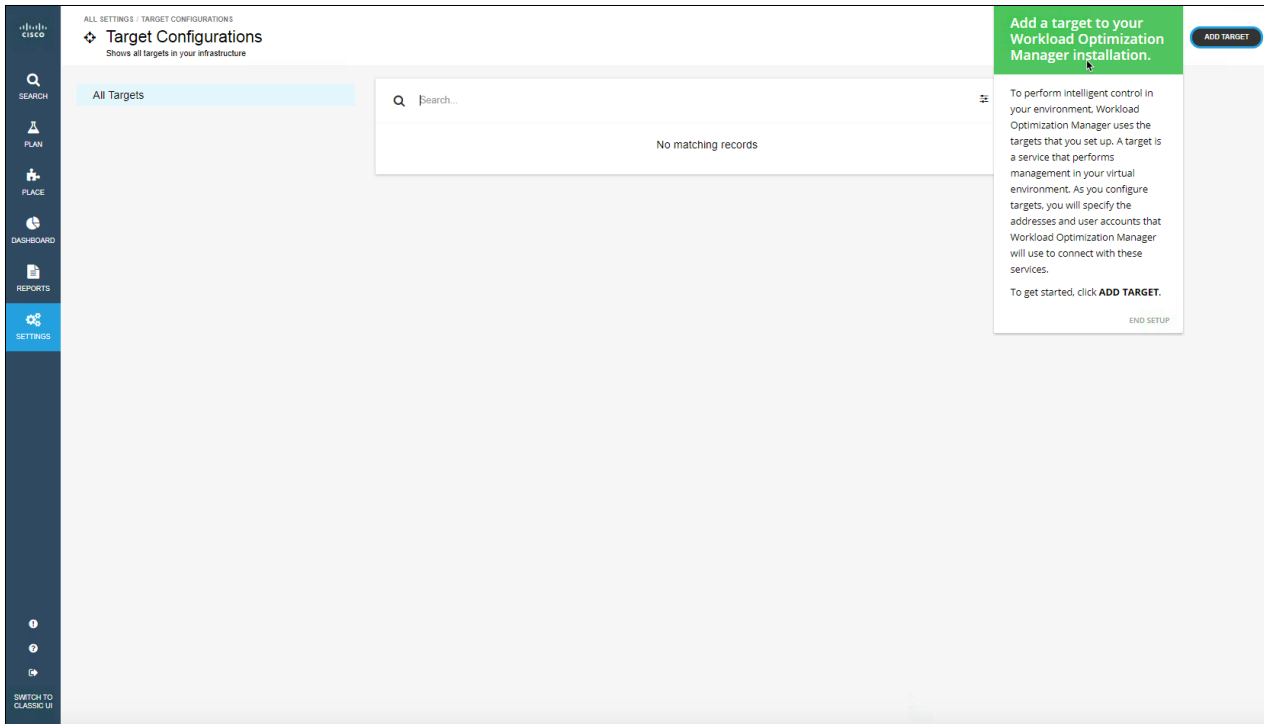 CISCO
SEARCH
PLAN
PLACE
DASHBOARD
REPORTS
SETTINGS
SWITCH TO
CLASSIC UI
ALL SETTINGS / TARGET CONFIGURATIONS
Target Configurations
Shows all targets in your infrastructure
All Targets
Search...
No matching records
Add a target to your
Workload Optimization
Manager installation.
To perform intelligent control in
your environment, Workload
Optimization Manager uses the
targets that you set up. A target is
a service that performs
management in your virtual
environment. As you configure
targets, you will specify the
addresses and user accounts that
Workload Optimization Manager
will use to connect with these
services.
To get started, click ADD TARGET.
END SETUP
ADD TARGET